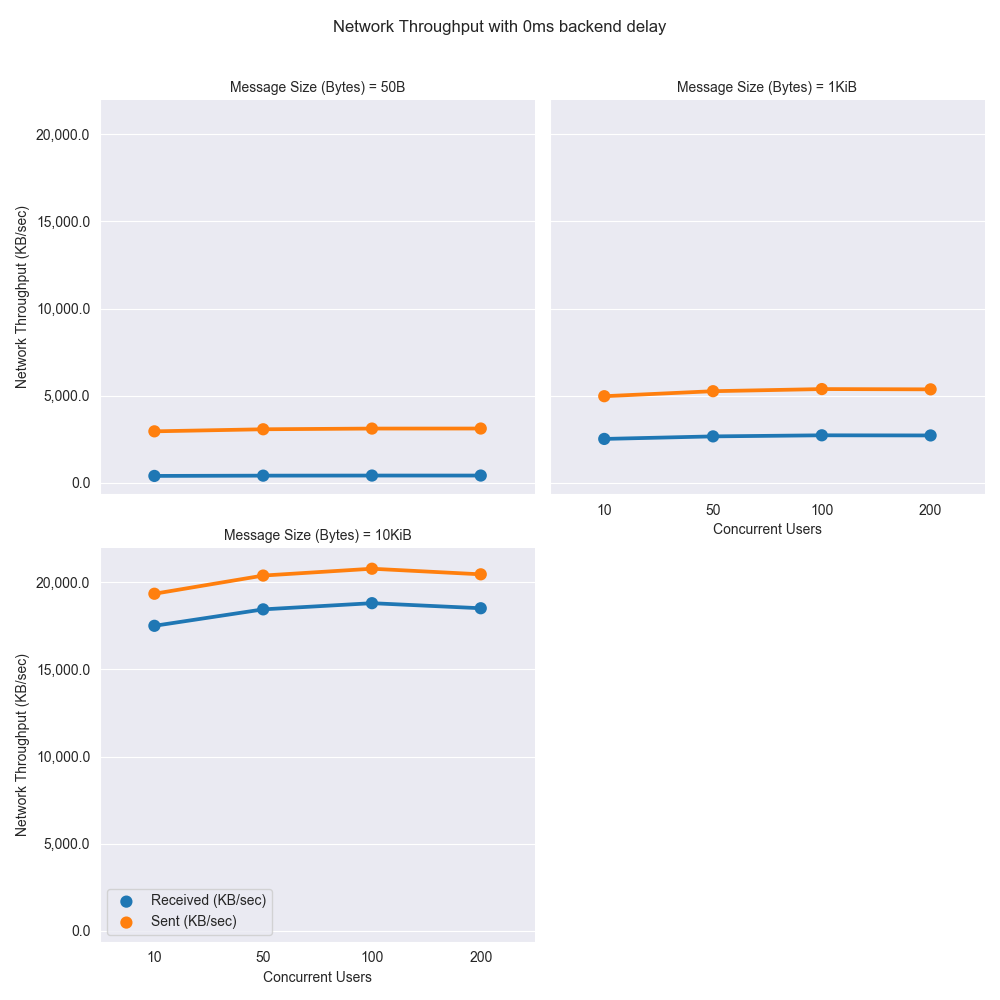 Network Throughput with 0ms backend delay
Message Size (Bytes) = 50B
Message Size (Bytes) = 1KiB
Network Throughput (KB/sec)
20,000.0
15,000.0
10,000.0
5,000.0
0.0
10 50 100 200
Concurrent Users
Message Size (Bytes) = 10KiB
Network Throughput (KB/sec)
20,000.0
15,000.0
10,000.0
5,000.0
0.0
Received (KB/sec)
Sent (KB/sec)
10 50 100 200
Concurrent Users